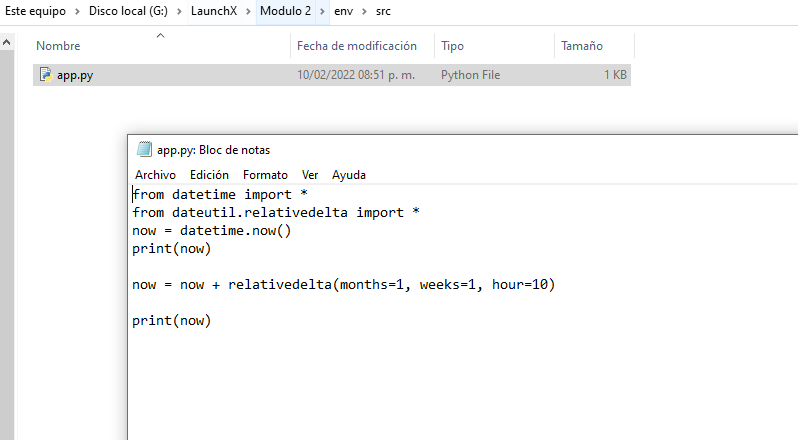 Este equipo > Disco local (G:) > LaunchX > Modulo 2 > env > src
Nombre Fecha de modificación Tipo Tamaño
app.py 10/02/2022 08:51 p. m. Python File 1 KB
app.py: Bloc de notas
Archivo Edición Formato Ver Ayuda
from datetime import *
from dateutil.relativedelta import *
now = datetime.now()
print(now)
now = now + relativedelta(months=1, weeks=1, hour=10)
print(now)